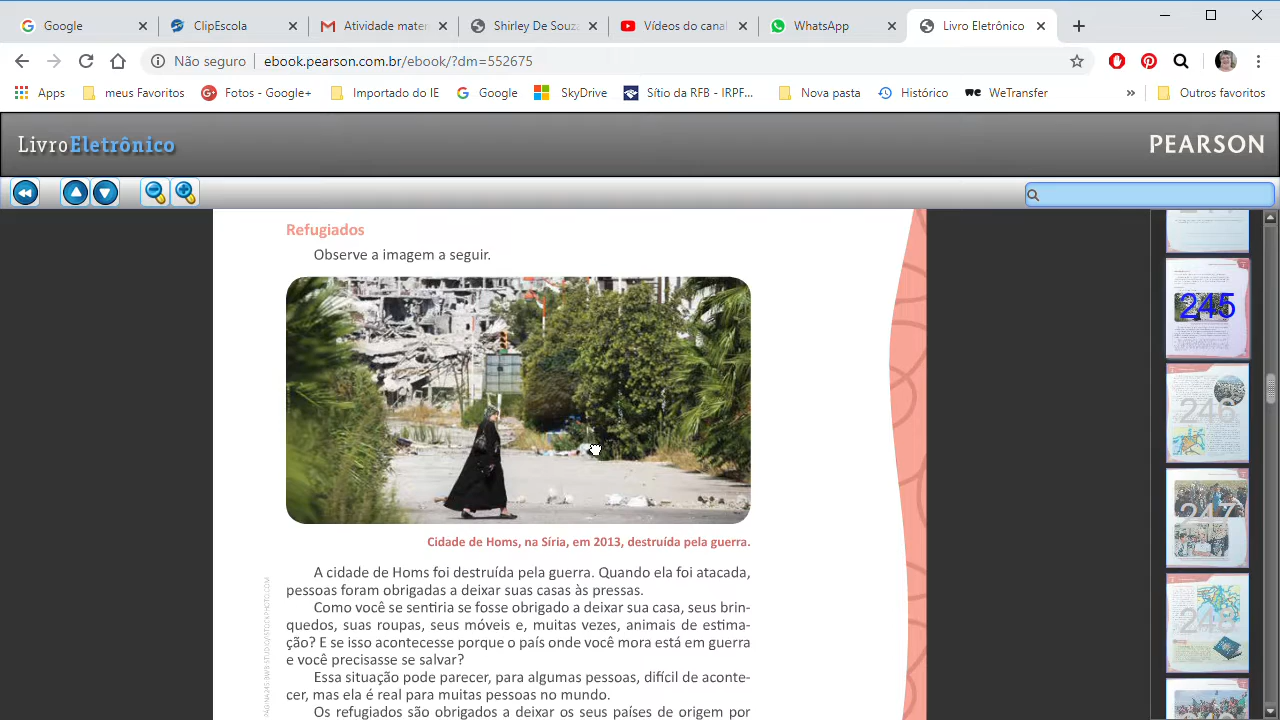 Google
ClipEscola
Atividade mater
Shirley De Souz
Vídeos do canal
WhatsApp
Livro Eletrônico
Não seguro
ebook.pearson.com.br/ebook/?dm=552675
Apps
meus Favoritos
Fotos - Google+
Importado do IE
Google
SkyDrive
Sítio da RFB - IRPF...
Nova pasta
Histórico
WeTransfer
»
Outros favoritos
LivroEletrônico
PEARSON
Refugiados
Observe a imagem a seguir.
245
246
247
248
Cidade de Homs, na Síria, em 2013, destruída pela guerra.
A cidade de Homs foi destruída pela guerra. Quando ela foi atacada,
pessoas foram obrigadas a deixar suas casas às pressas.
Como você se sentiria se fosse obrigado a deixar sua casa, seus brin-
quedos, suas roupas, seus móveis e, muitas vezes, animais de estima-
ção? E se isso acontecesse porque o país onde você mora está em guerra
e você precisasse se salvar?
Essa situação pode parecer, para algumas pessoas, difícil de aconte-
cer, mas ela é real para muitas pessoas no mundo.
Os refugiados são obrigados a deixar os seus países de origem por